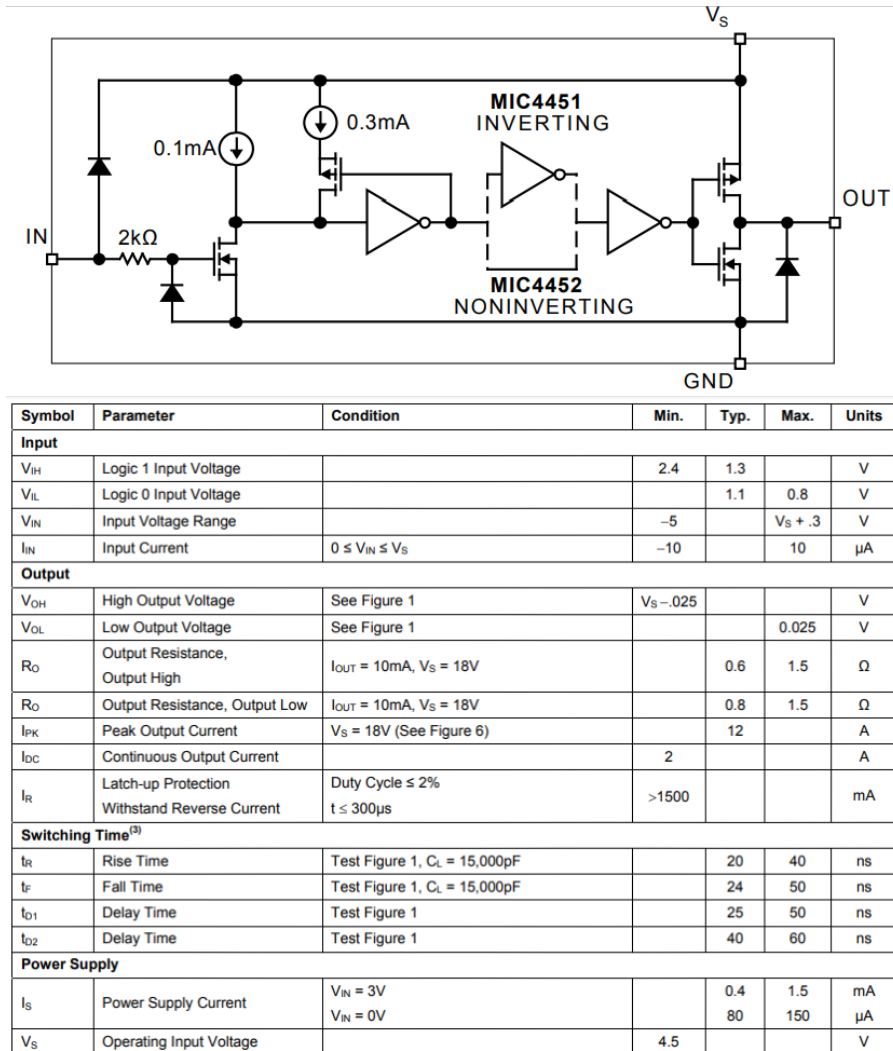 VS
MIC4451
INVERTING
0.3mA
0.1mA
OUT
IN
2kΩ
MIC4452
NONINVERTING
GND
Symbol Parameter Condition Min. Typ. Max. Units
Input
VIH Logic 1 Input Voltage 2.4 1.3 V
VIL Logic 0 Input Voltage 1.1 0.8 V
VIN Input Voltage Range −5 VS + .3 V
IIN Input Current 0 ≤ VIN ≤ VS −10 10 µA
Output
VOH High Output Voltage See Figure 1 VS –.025 V
VOL Low Output Voltage See Figure 1 0.025 V
RO Output Resistance, Output High IOUT = 10mA, VS = 18V 0.6 1.5 Ω
RO Output Resistance, Output Low IOUT = 10mA, VS = 18V 0.8 1.5 Ω
IPK Peak Output Current VS = 18V (See Figure 6) 12 A
IDC Continuous Output Current 2 A
IR Latch-up Protection Withstand Reverse Current Duty Cycle ≤ 2% t ≤ 300µs >1500 mA
Switching Time(3)
tR Rise Time Test Figure 1, CL = 15,000pF 20 40 ns
tF Fall Time Test Figure 1, CL = 15,000pF 24 50 ns
tD1 Delay Time Test Figure 1 25 50 ns
tD2 Delay Time Test Figure 1 40 60 ns
Power Supply
IS Power Supply Current VIN = 3V 0.4 1.5 mA
VIN = 0V 80 150 µA
VS Operating Input Voltage 4.5 V